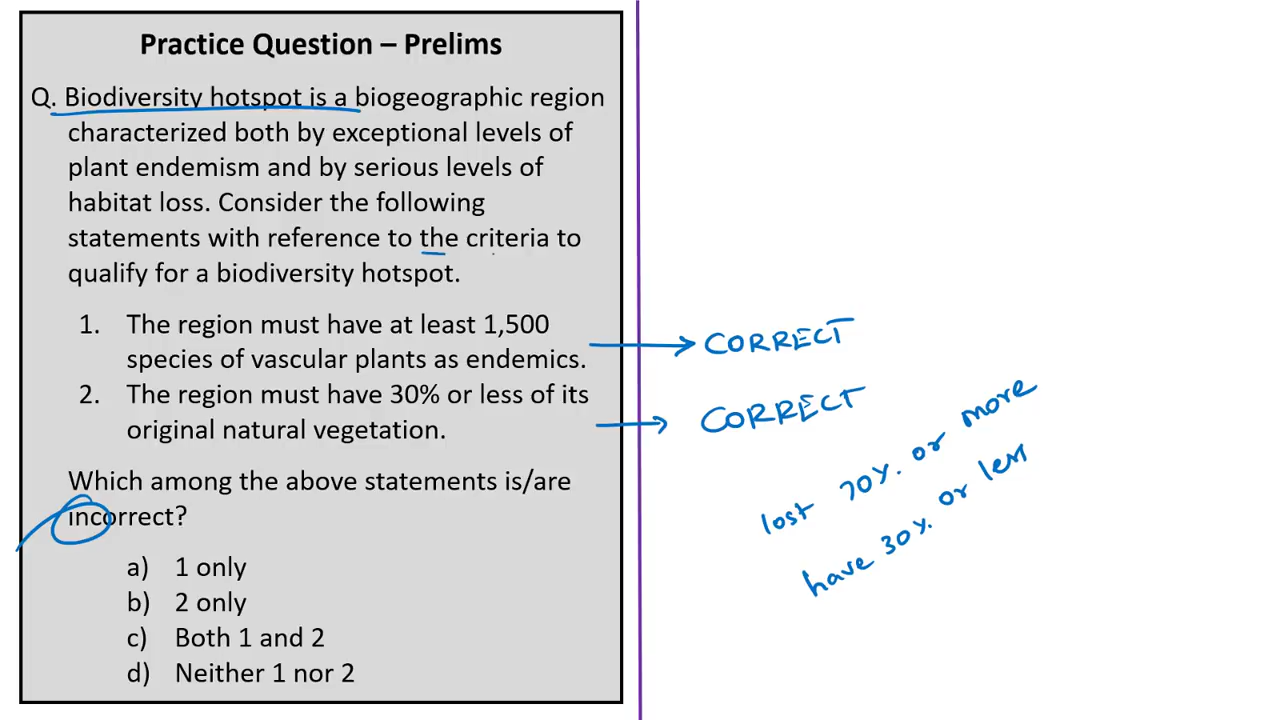 Practice Question – Prelims
Q. Biodiversity hotspot is a biogeographic region
characterized both by exceptional levels of
plant endemism and by serious levels of
habitat loss. Consider the following
statements with reference to the criteria to
qualify for a biodiversity hotspot.
1. The region must have at least 1,500
species of vascular plants as endemics.
2. The region must have 30% or less of its
original natural vegetation.
Which among the above statements is/are
incorrect?
a) 1 only
b) 2 only
c) Both 1 and 2
d) Neither 1 nor 2
CORRECT
CORRECT
lost 70%. or more
have 30%. or less